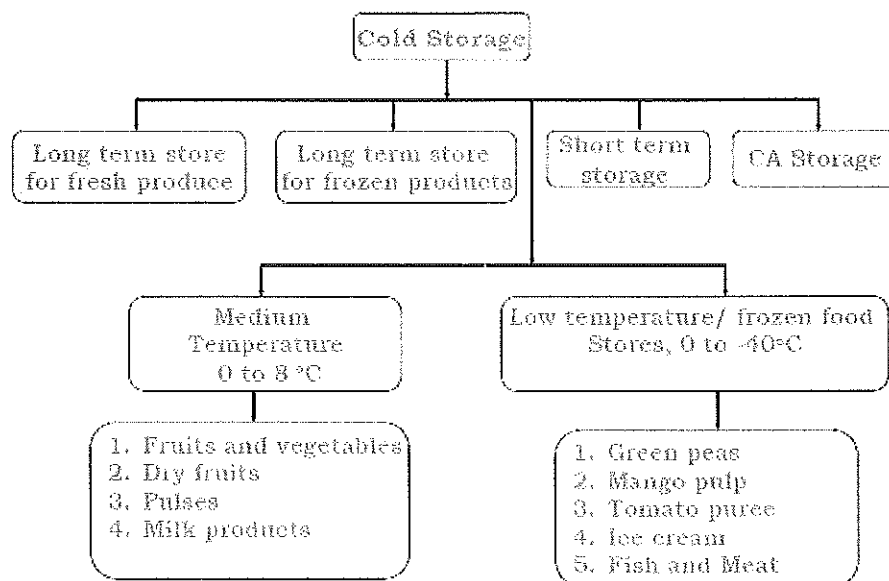 Cold Storage
Long term store
for fresh produce
Long term store
for frozen products
Short term
storage
CA Storage
Medium
Temperature
0 to 8 °C
Low temperature/ frozen food
Stores, 0 to -40°C
1. Fruits and vegetables
2. Dry fruits
3. Pulses
4. Milk products
1. Green peas
2. Mango pulp
3. Tomato puree
4. Ice cream
5. Fish and Meat